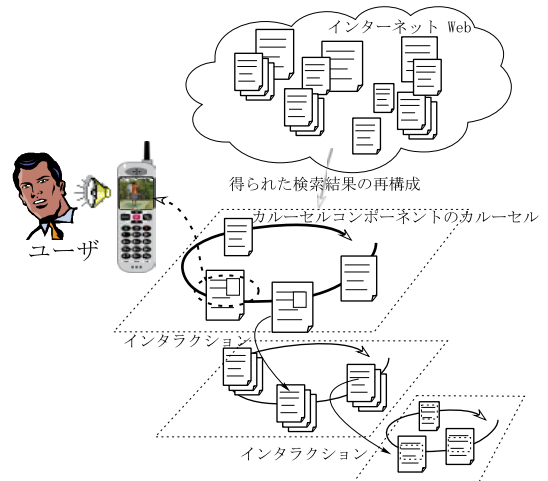 インターネット Web
得られた検索結果の再構成
カルーセルコンポーネントのカルーセル
ユーザ
インタラクション
インタラクション